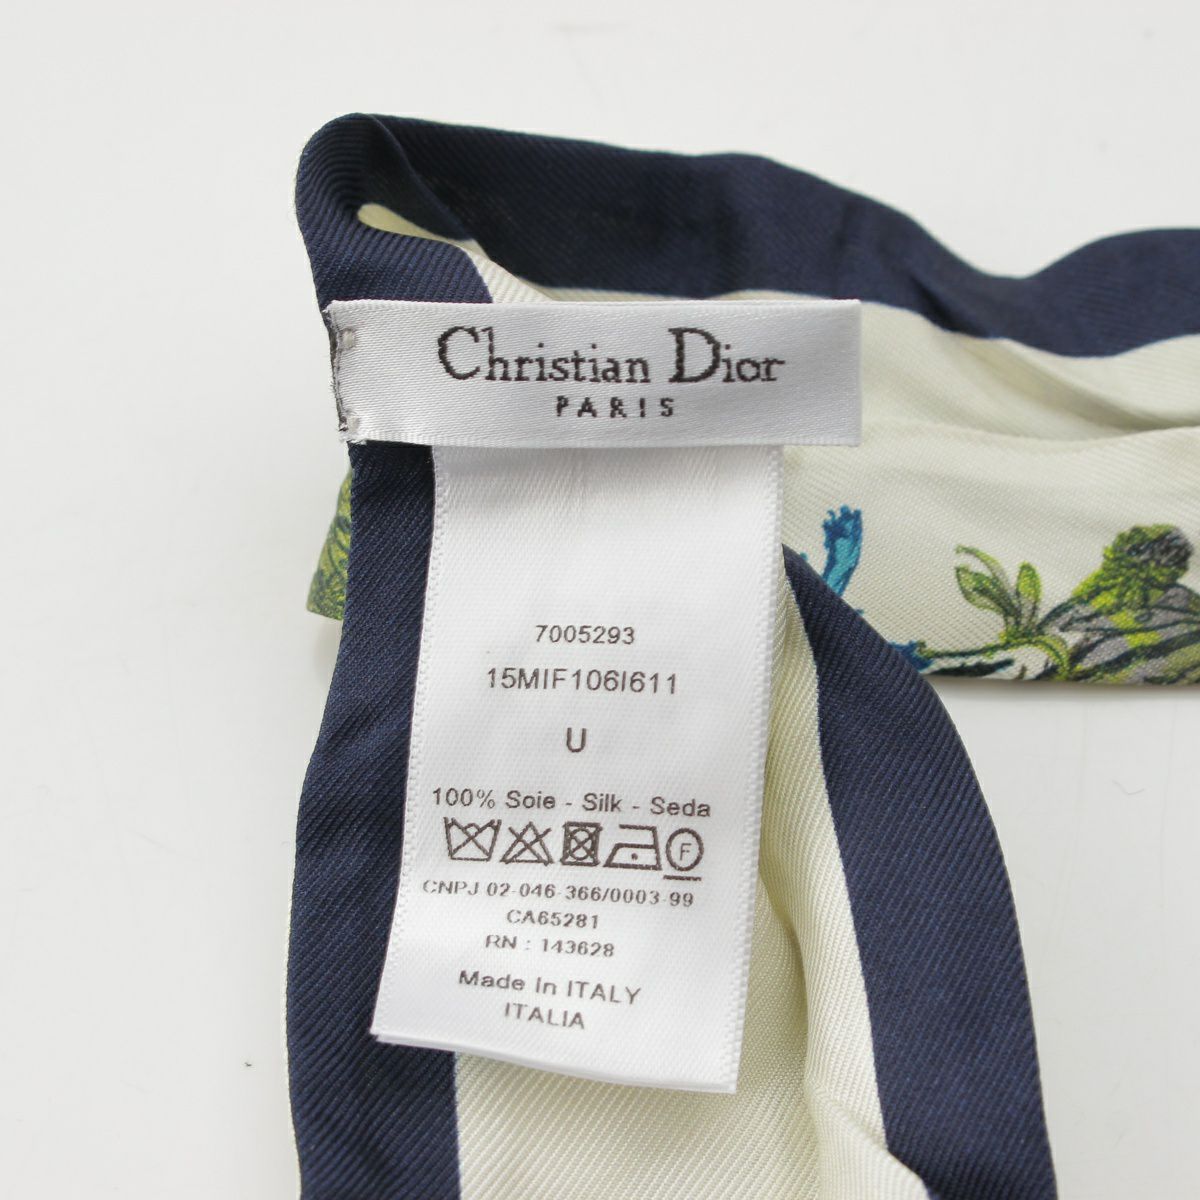 Christian Dior
PARIS
7005293
15MIF106I611
U
100% Soie - Silk - Seda
F
CNPJ 02-046-366/0003-99
CA65281
RN : 143628
Made In ITALY
ITALIA